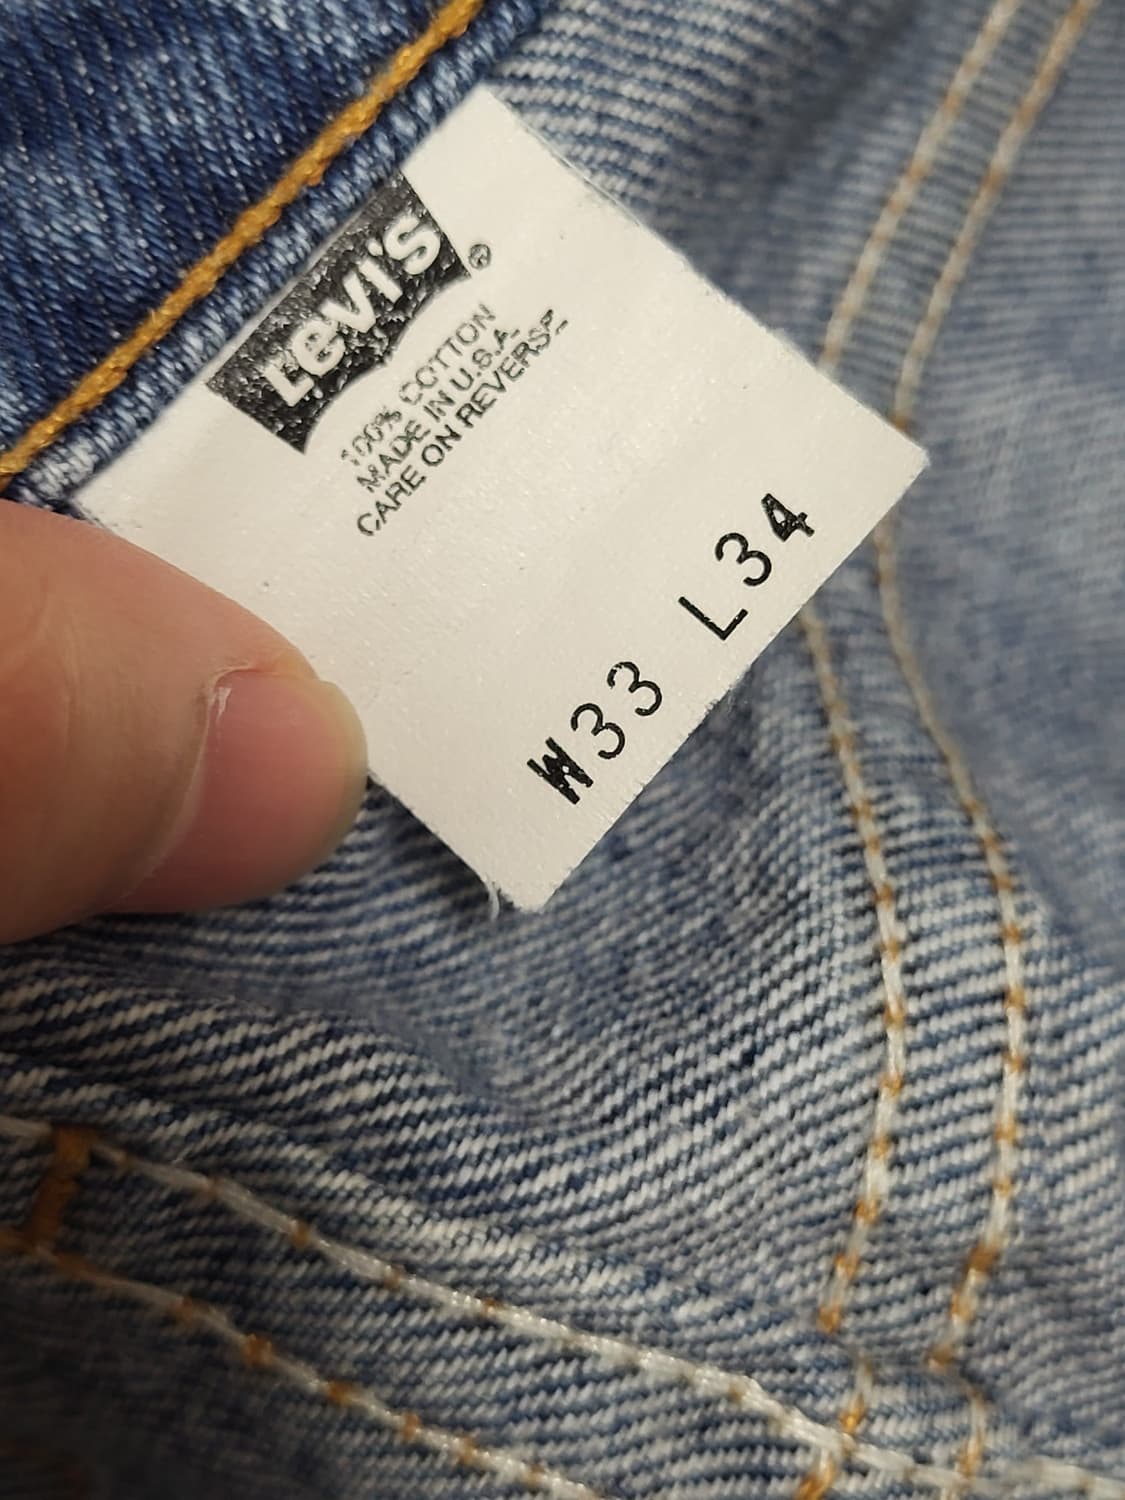 Levi's®
100% COTTON
MADE IN U.S.A.
CARE ON REVERSE
W33 L34